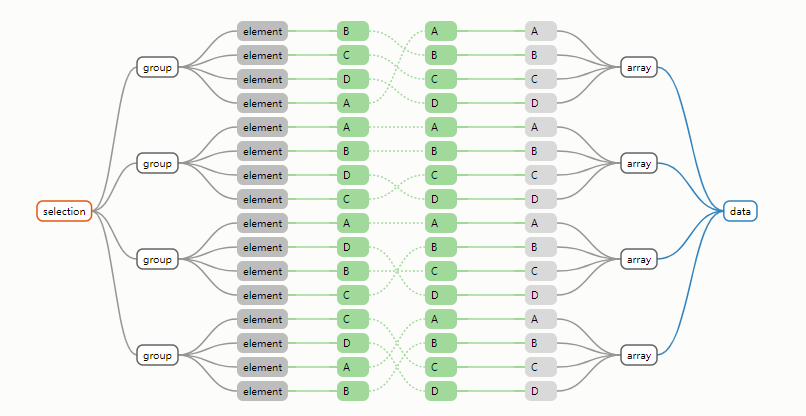 element B A A
element C B B
group array
element D C C
element A D D
element A A A
element B B B
group array
element D C C
element C D D
selection data
element A A A
element D B B
group array
element B C C
element C D D
element C A A
element D B B
group array
element A C C
element B D D